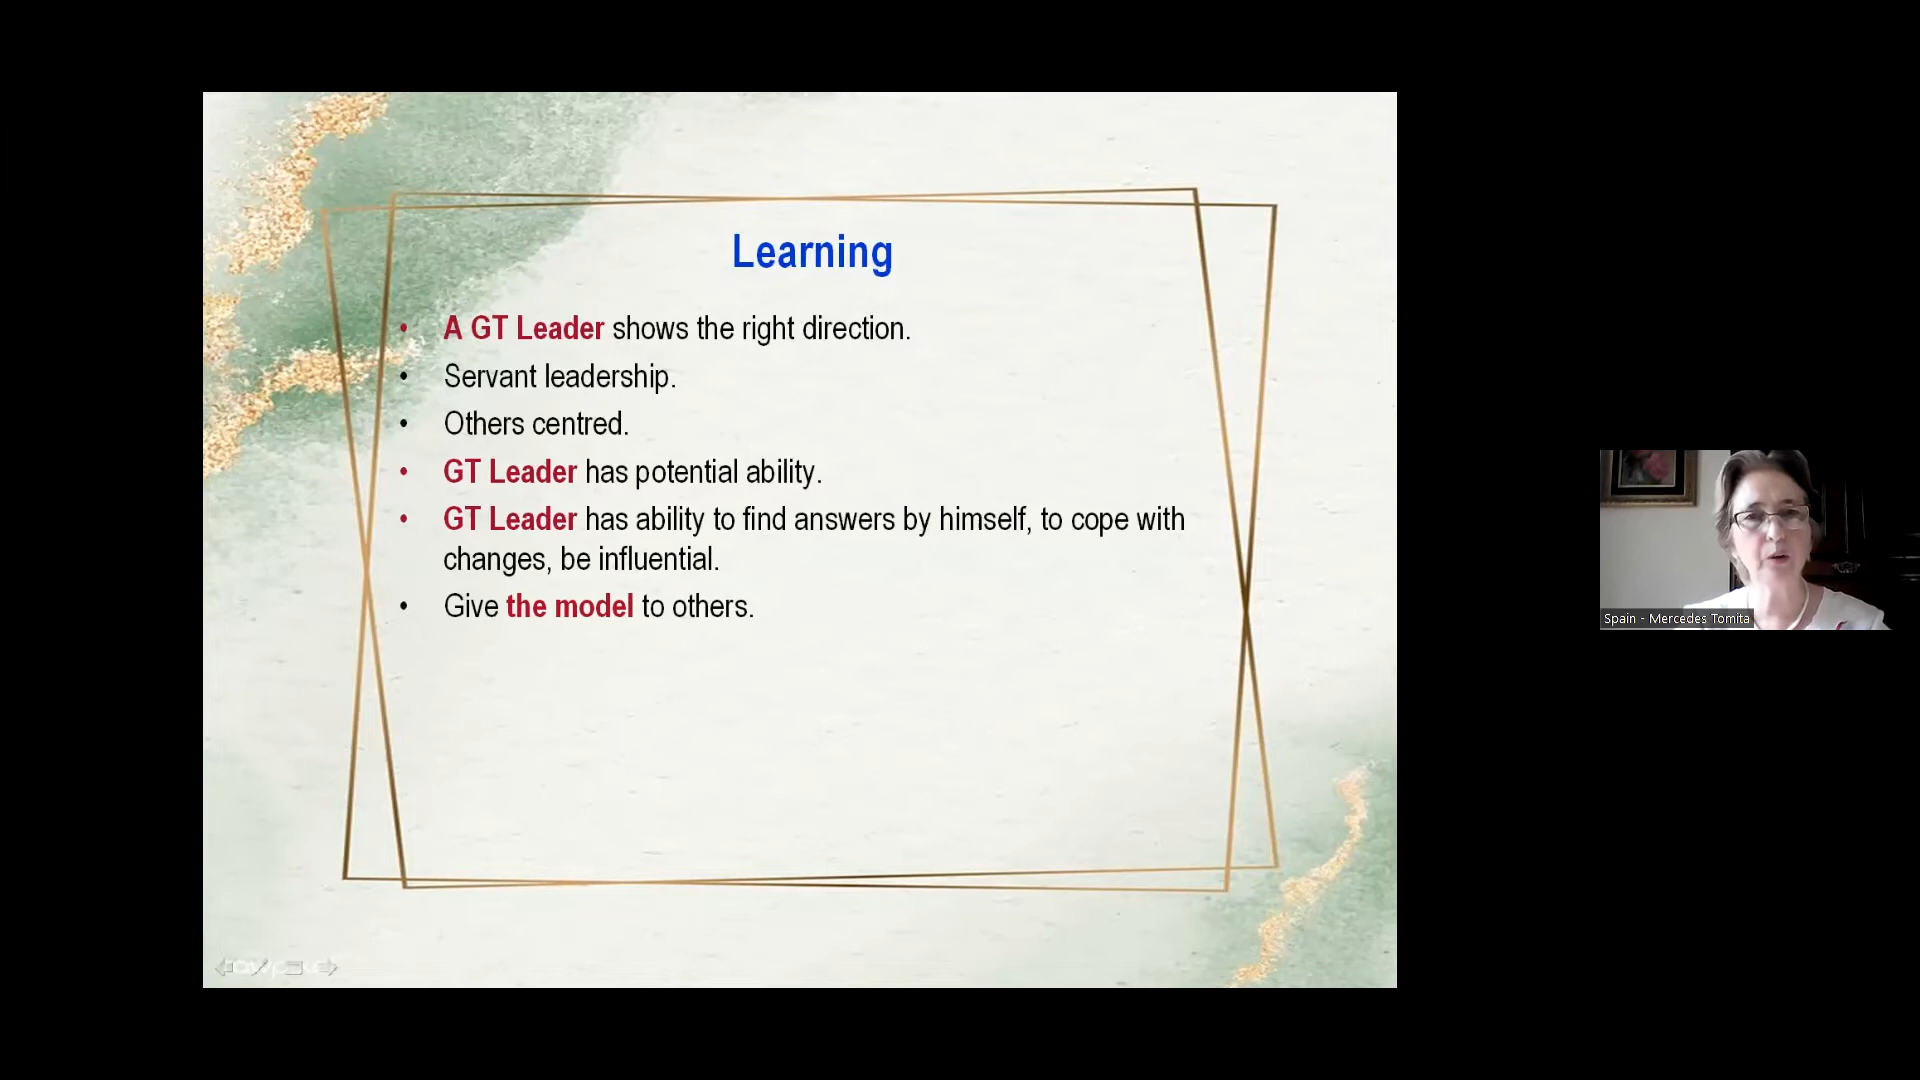 Learning
• A GT Leader shows the right direction.
• Servant leadership.
• Others centred.
• GT Leader has potential ability.
• GT Leader has ability to find answers by himself, to cope with
changes, be influential.
• Give the model to others.
Spain - Mercedes Tomita